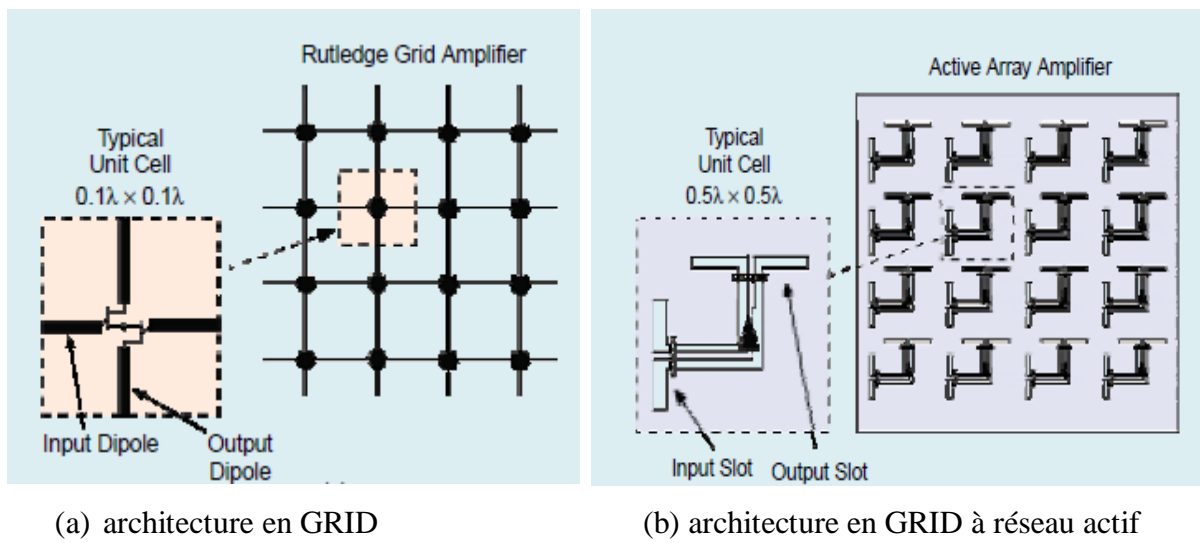 Rutledge Grid Amplifier
Typical
Unit Cell
0.1λ × 0.1λ
Input Dipole
Output
Dipole
Active Array Amplifier
Typical
Unit Cell
0.5λ × 0.5λ
Input Slot
Output Slot
(a) architecture en GRID
(b) architecture en GRID à réseau actif